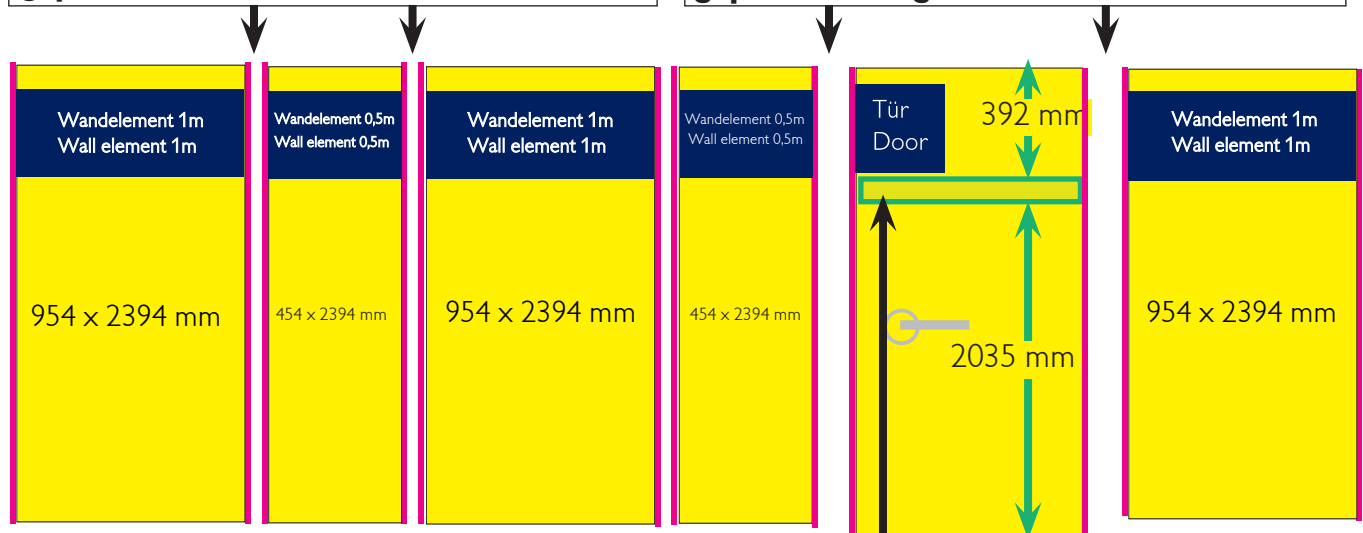 Wandelement 1m
Wall element 1m
Wandelement 0,5m
Wall element 0,5m
Wandelement 1m
Wall element 1m
Wandelement 0,5m
Wall element 0,5m
Tür
Door
392 mm
Wandelement 1m
Wall element 1m
954 x 2394 mm
454 x 2394 mm
954 x 2394 mm
454 x 2394 mm
2035 mm
954 x 2394 mm